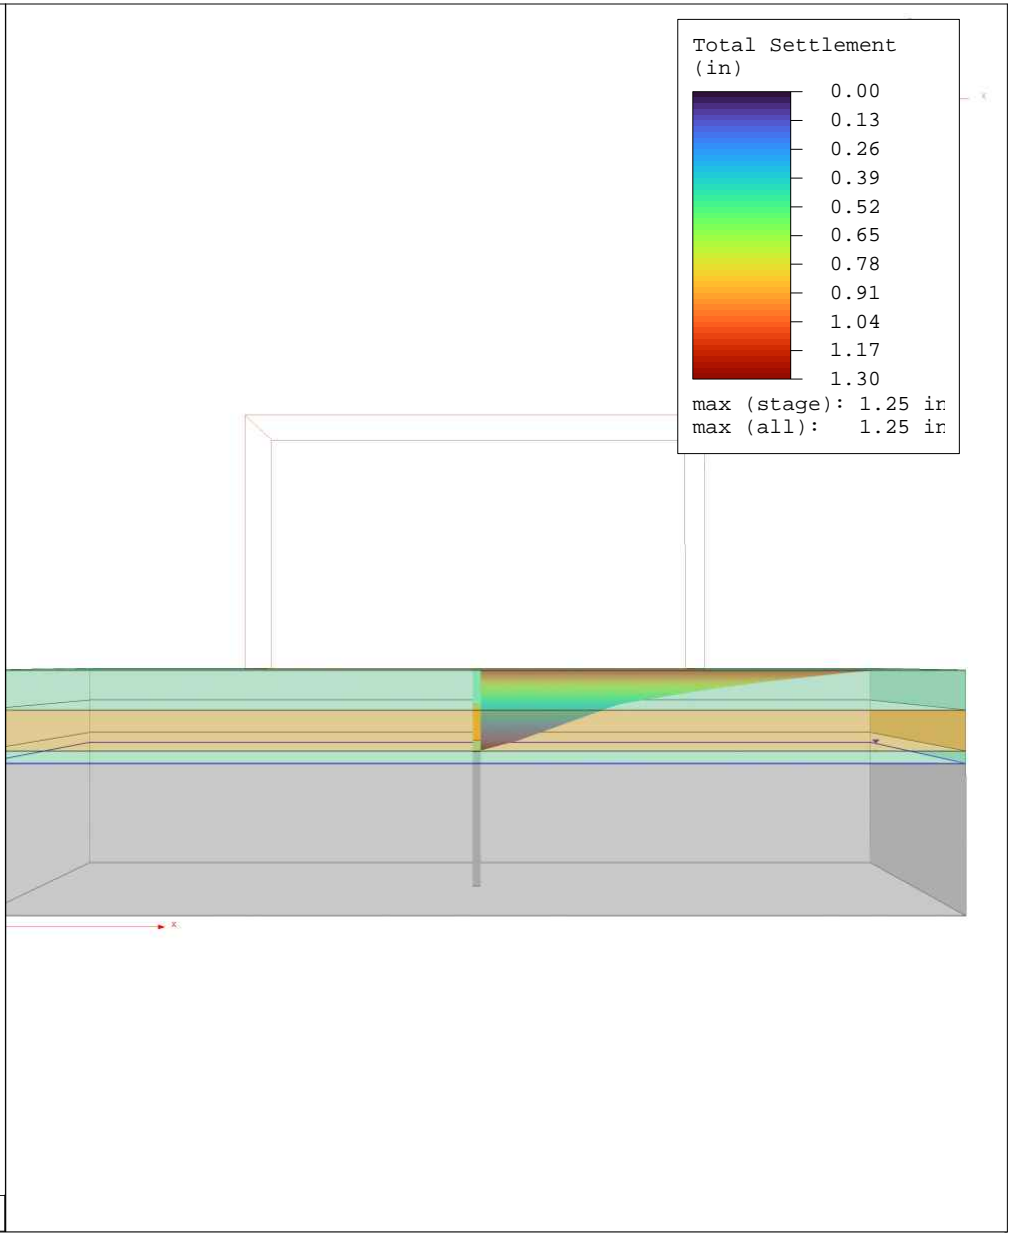 Total Settlement
(in)
0.00
0.13
0.26
0.39
0.52
0.65
0.78
0.91
1.04
1.17
1.30
max (stage): 1.25 in
max (all): 1.25 in
x
x